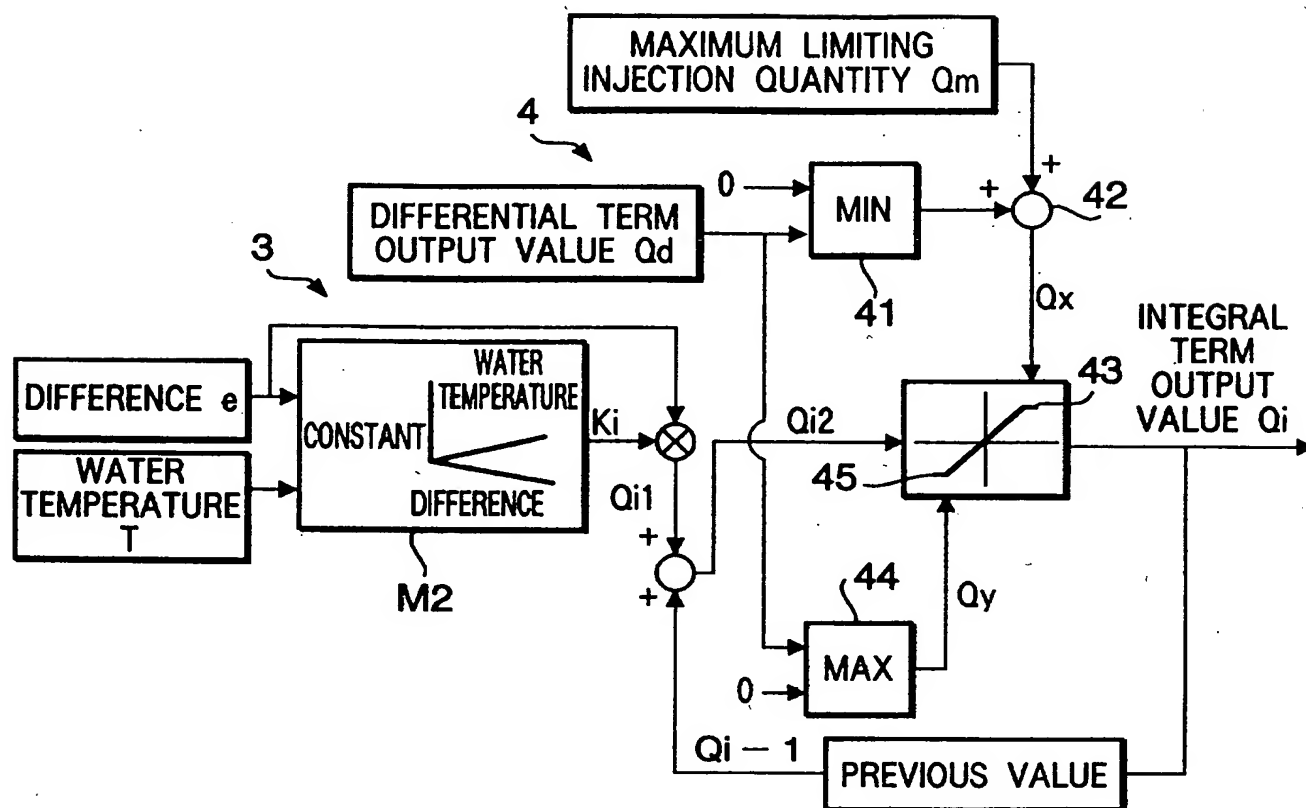 MAXIMUM LIMITING
INJECTION QUANTITY Qm
4
+
0
MIN
+
42
DIFFERENTIAL TERM
OUTPUT VALUE Qd
41
Qx
3
INTEGRAL
TERM
OUTPUT
VALUE Qi
DIFFERENCE e
WATER
TEMPERATURE
CONSTANT
DIFFERENCE
Ki
Qi2
43
45
WATER
TEMPERATURE
T
Qi1
+
+
M2
44
Qy
MAX
0
Qi – 1
PREVIOUS VALUE